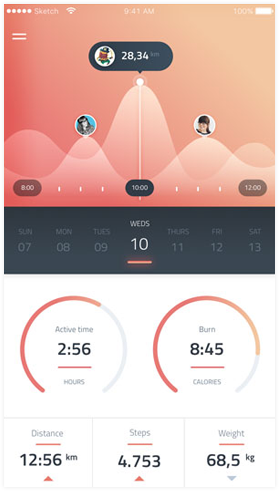 Sketch 9:41 AM 100%
28,34 km
8:00 10:00 12:00
SUN MON TUES WEDS THURS FRI SAT
07 08 09 10 11 12 13
Active time Burn
2:56 8:45
HOURS CALORIES
Distance Steps Weight
12:56 km 4.753 68,5 kg